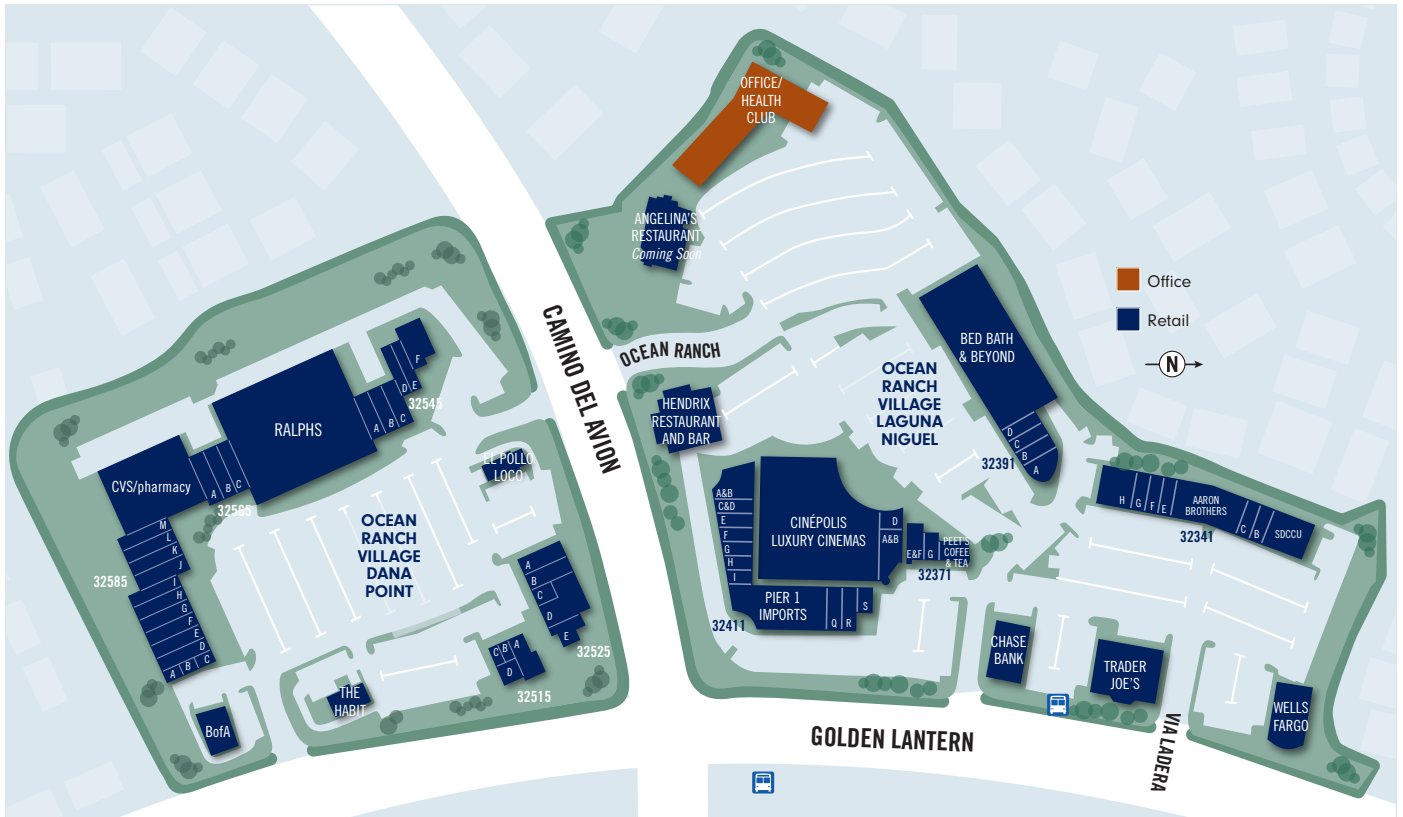 OFFICE/
HEALTH
CLUB
ANGELINA'S
RESTAURANT
Coming Soon
Office
Retail
N
CAMINO DEL AVION
OCEAN RANCH
BED BATH
& BEYOND
D
C
B
A
32391
OCEAN
RANCH
VILLAGE
LAGUNA
NIGUEL
HENDRIX
RESTAURANT
AND BAR
RALPHS
F
D E
32545
A B C
CVS/pharmacy
A B C
32565
EL POLLO
LOCO
OCEAN
RANCH
VILLAGE
DANA
POINT
M
L
K
J
I
H
G
F
E
D
A B C
32585
A
B
C
D
E
32525
C B A
D
32515
THE
HABIT
BofA
A&B
C&D
E
F
G
H
I
CINÉPOLIS
LUXURY CINEMAS
D
A&B
E&F G
PEET'S
COFEE
& TEA
32371
PIER 1
IMPORTS
Q R S
32411
H G F E
AARON
BROTHERS
C B
SDCCU
32341
CHASE
BANK
TRADER
JOE'S
WELLS
FARGO
GOLDEN LANTERN
VIA LADERA